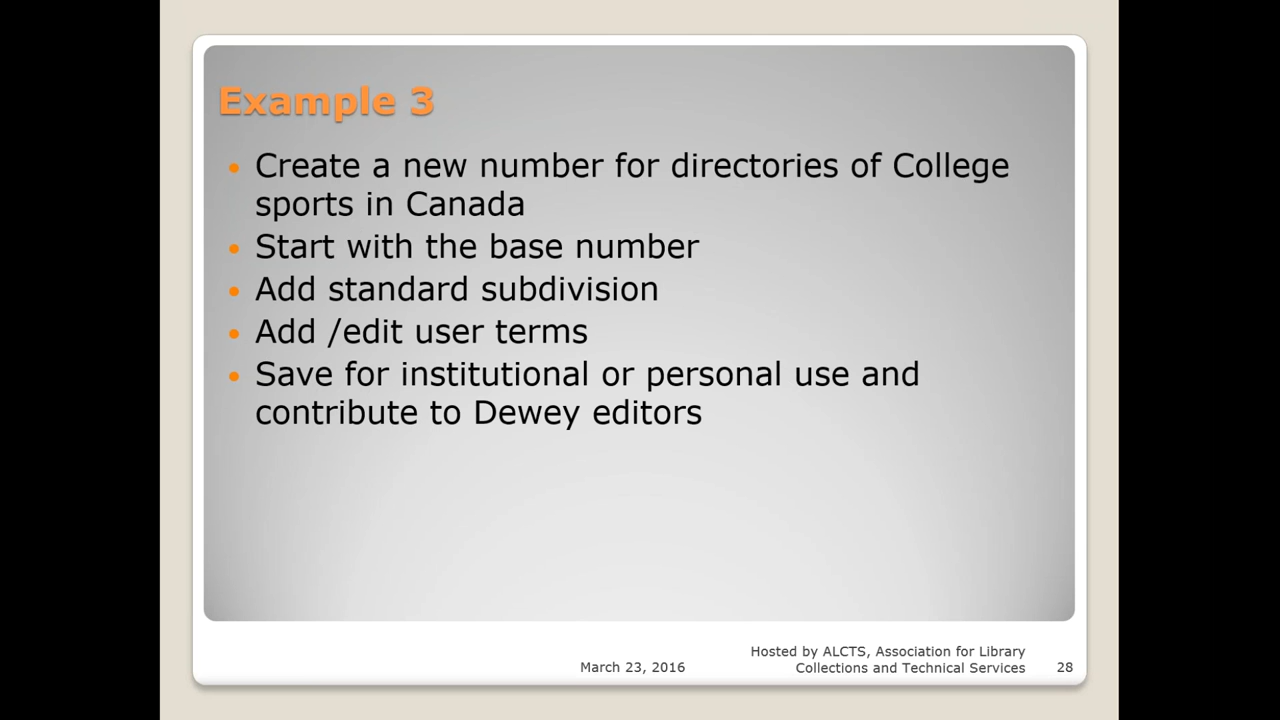 Example 3
• Create a new number for directories of College
sports in Canada
• Start with the base number
• Add standard subdivision
• Add /edit user terms
• Save for institutional or personal use and
contribute to Dewey editors
Hosted by ALCTS, Association for Library
March 23, 2016 Collections and Technical Services 28